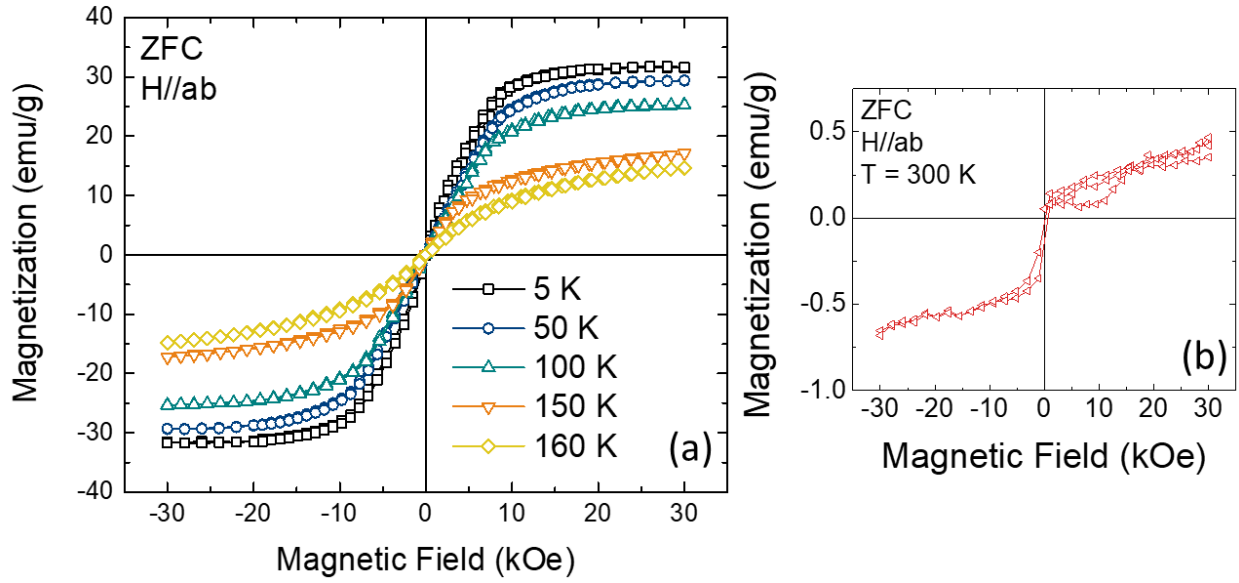 ZFC
H//ab
40
30
20
10
0
-10
-20
-30
-40
Magnetization (emu/g)
5 K
50 K
100 K
150 K
160 K
(a)
-30 -20 -10 0 10 20 30
Magnetic Field (kOe)
ZFC
H//ab
T = 300 K
0.5
0.0
-0.5
-1.0
Magnetization (emu/g)
(b)
-30 -20 -10 0 10 20 30
Magnetic Field (kOe)